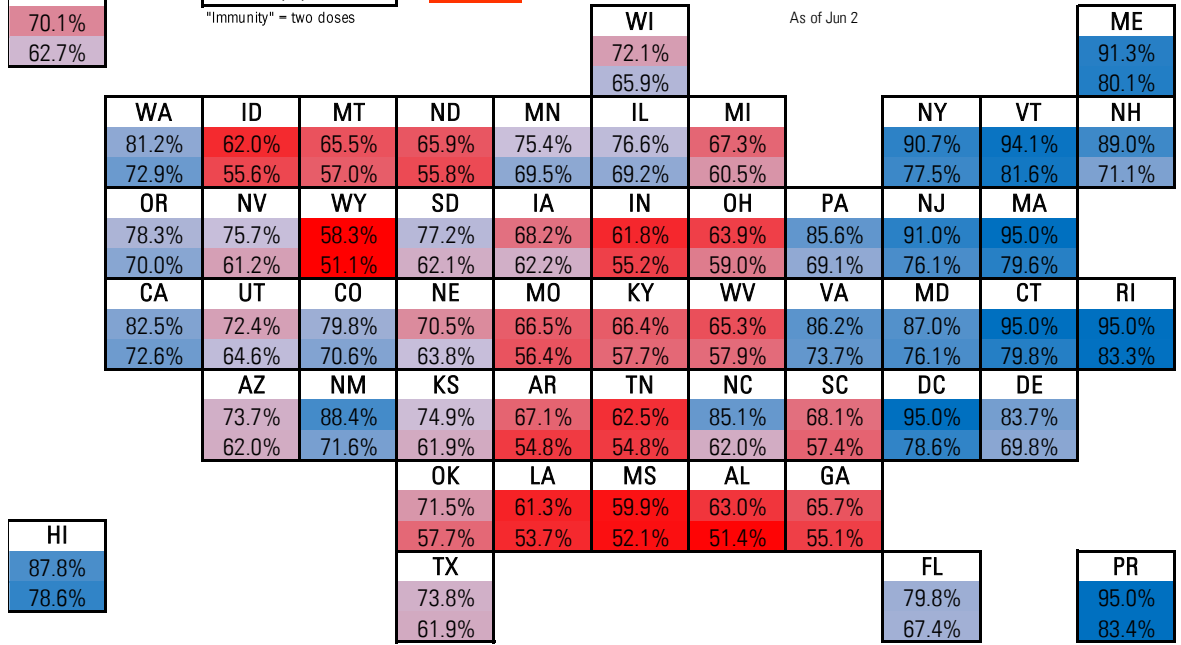 70.1%
62.7%
"Immunity" = two doses
As of Jun 2
WI ME
72.1% 91.3%
65.9% 80.1%
WA ID MT ND MN IL MI NY VT NH
81.2% 62.0% 65.5% 65.9% 75.4% 76.6% 67.3% 90.7% 94.1% 89.0%
72.9% 55.6% 57.0% 55.8% 69.5% 69.2% 60.5% 77.5% 81.6% 71.1%
OR NV WY SD IA IN OH PA NJ MA
78.3% 75.7% 58.3% 77.2% 68.2% 61.8% 63.9% 85.6% 91.0% 95.0%
70.0% 61.2% 51.1% 62.1% 62.2% 55.2% 59.0% 69.1% 76.1% 79.6%
CA UT CO NE MO KY WV VA MD CT RI
82.5% 72.4% 79.8% 70.5% 66.5% 66.4% 65.3% 86.2% 87.0% 95.0% 95.0%
72.6% 64.6% 70.6% 63.8% 56.4% 57.7% 57.9% 73.7% 76.1% 79.8% 83.3%
AZ NM KS AR TN NC SC DC DE
73.7% 88.4% 74.9% 67.1% 62.5% 85.1% 68.1% 95.0% 83.7%
62.0% 71.6% 61.9% 54.8% 54.8% 62.0% 57.4% 78.6% 69.8%
OK LA MS AL GA
71.5% 61.3% 59.9% 63.0% 65.7%
57.7% 53.7% 52.1% 51.4% 55.1%
HI
87.8%
78.6%
TX FL PR
73.8% 79.8% 95.0%
61.9% 67.4% 83.4%